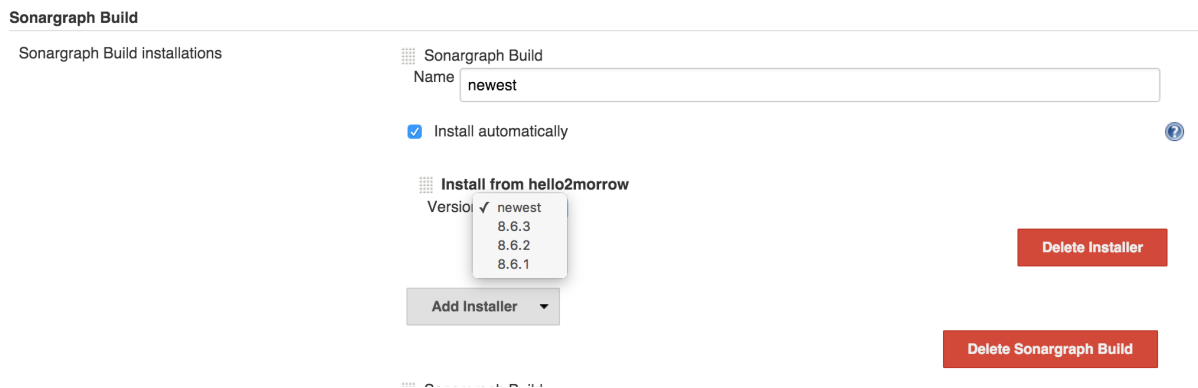 Sonargraph Build
Sonargraph Build installations
Sonargraph Build
Name
newest
Install automatically
?
Install from hello2morrow
Version
✓ newest
8.6.3
8.6.2
8.6.1
Delete Installer
Add Installer
Delete Sonargraph Build